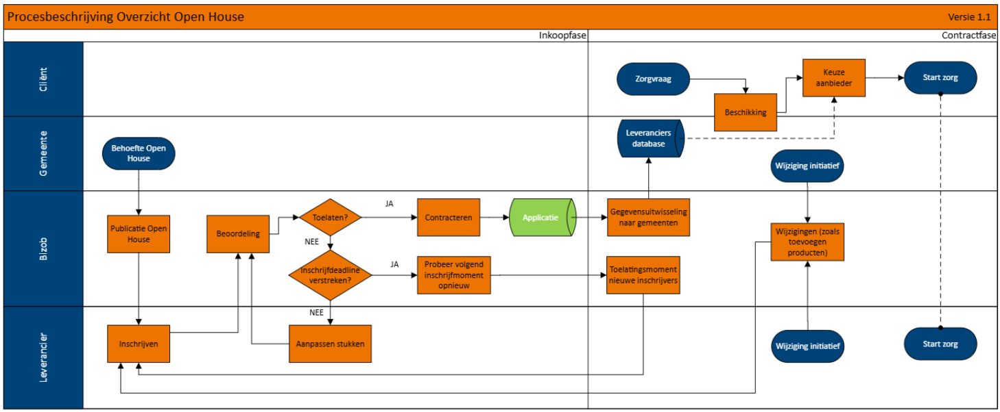 Procesbeschrijving Overzicht Open House
Versie 1.1
Inkoopfase
Contractfase
Cliënt
Zorgvraag
Beschikking
Keuze
aanbieder
Start zorg
Gemeente
Behoefte Open
House
Leveranciers
database
Wijziging initiatief
Bizob
Publicatie Open
House
Beoordeling
Toelaten?
JA
NEE
Contracteren
Applicatie
Gegevensuitwisseling
naar gemeenten
Wijzigingen (zoals
toevoegen
producten)
Inschrijfdeadline
verstreken?
JA
NEE
Probeer volgend
inschrijfmoment
opnieuw
Toelatingsmoment
nieuwe inschrijvers
Leverancier
Inschrijven
Aanpassen stukken
Wijziging initiatief
Start zorg